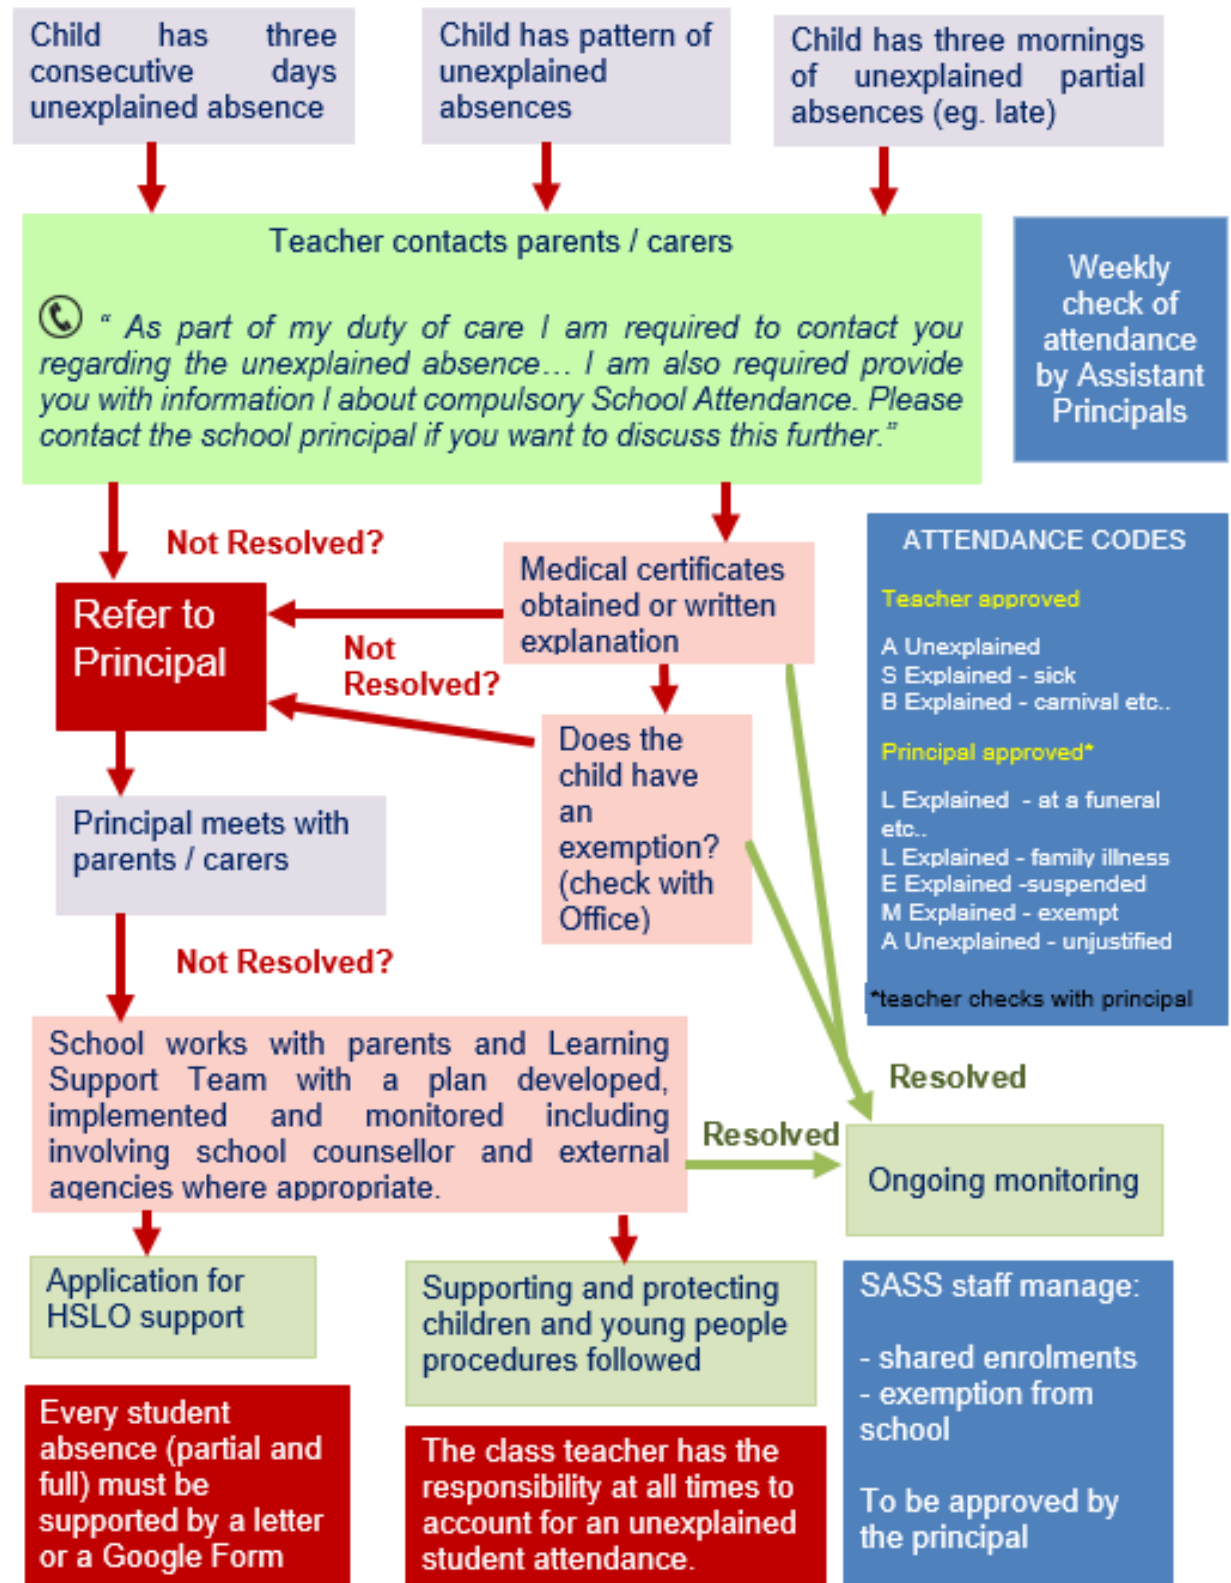 Child has three
consecutive days
unexplained absence
Child has pattern of
unexplained
absences
Child has three mornings
of unexplained partial
absences (eg. late)
Teacher contacts parents / carers
“ As part of my duty of care I am required to contact you
regarding the unexplained absence... I am also required provide
you with information I about compulsory School Attendance. Please
contact the school principal if you want to discuss this further.”
Weekly
check of
attendance
by Assistant
Principals
Not Resolved?
Refer to
Principal
Medical certificates
obtained or written
explanation
Not
Resolved?
Does the
child have
an
exemption?
(check with
Office)
ATTENDANCE CODES
Teacher approved
A Unexplained
S Explained - sick
B Explained - carnival etc..
Principal approved*
L Explained - at a funeral
etc..
L Explained - family illness
E Explained -suspended
M Explained - exempt
A Unexplained - unjustified
*teacher checks with principal
Principal meets with
parents / carers
Not Resolved?
School works with parents and Learning
Support Team with a plan developed,
implemented and monitored including
involving school counsellor and external
agencies where appropriate.
Resolved
Resolved
Ongoing monitoring
Application for
HSLO support
Supporting and protecting
children and young people
procedures followed
SASS staff manage:
- shared enrolments
- exemption from
school
To be approved by
the principal
Every student
absence (partial and
full) must be
supported by a letter
or a Google Form
The class teacher has the
responsibility at all times to
account for an unexplained
student attendance.